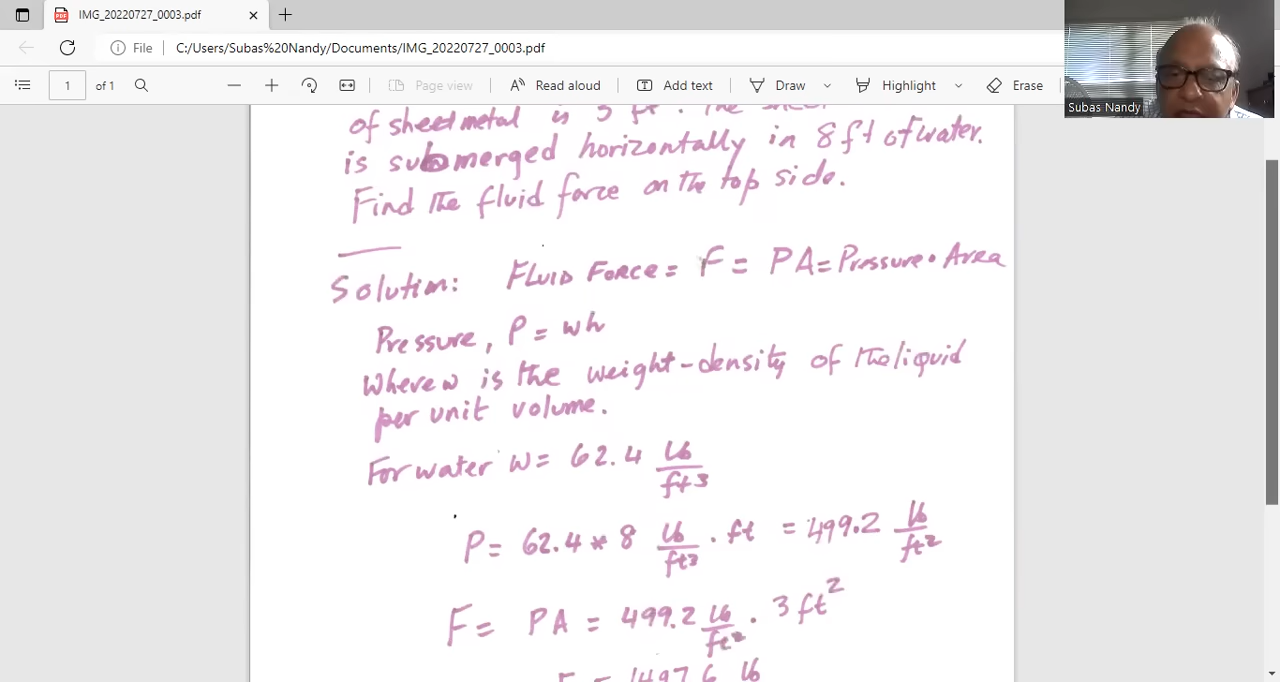 IMG_20220727_0003.pdf
File | C:/Users/Subas%20Nandy/Documents/IMG_20220727_0003.pdf
1 of 1 Page view Read aloud Add text Draw Highlight Erase
Subas Nandy
of sheet metal is 3 ft. The
is submerged horizontally in 8 ft of water.
Find the fluid force on the top side.
Solution: FLUID FORCE = F = PA = Pressure • Area
Pressure, P = wh
Where w is the weight-density of the liquid
per unit volume.
For water w = 62.4 lb/ft3
P = 62.4 * 8 lb/ft3 . ft = 499.2 lb/ft2
F = PA = 499.2 lb/ft2 . 3 ft2
F = 1497.6 lb